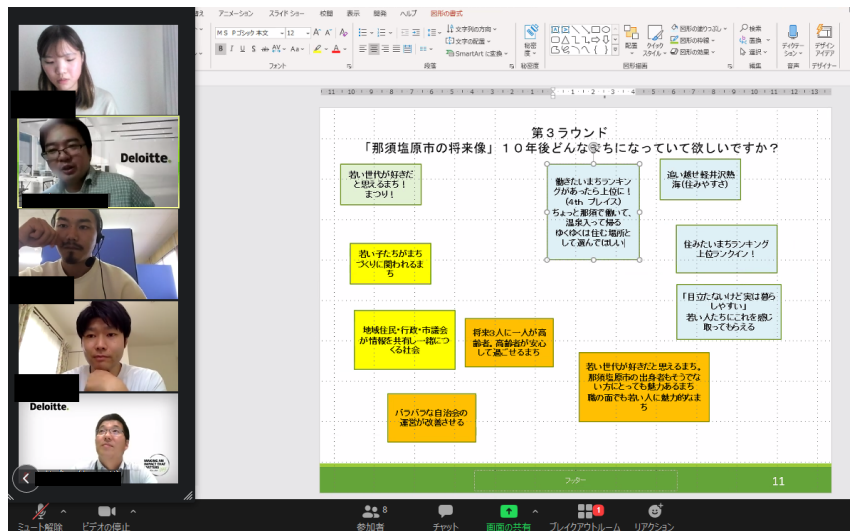 替え アニメーション スライド ショー 校閲 表示 開発 ヘルプ 図形の書式
ＭＳ Ｐゴシック 本文 12
B I U S ab AV Aa
文字列の方向
文字の配置
SmartArt に変換
配置
クイック
スタイル
図形の塗りつぶし
図形の枠線
図形の効果
検索
置換
選択
ディクテー
ション
デザイン
アイデア
フォント 段落 秘密度 図形描画 編集 音声 デザイナー
Deloitte.
Deloitte.
第３ラウンド
「那須塩原市の将来像」１０年後どんなまちになっていて欲しいですか？
若い世代が好きだ
と思えるまち！
まつり！
働きたいまちランキン
グがあったら上位に！
(4th プレイス)
ちょっと那須で働いて、
温泉入って帰る
ゆくゆくは住む場所と
して選んでほしい
追い越せ軽井沢熱
海(住みやすさ)
若い子たちがまち
づくりに関われるま
ち
住みたいまちランキング
上位ランクイン！
「目立たないけど実は暮ら
しやすい」
若い人たちにこれを感じ
取ってもらえる
地域住民・行政・市議会
が情報を共有し一緒につ
くる社会
将来3人に一人が高
齢者。高齢者が安心
して過ごせるまち
若い世代が好きだと思えるまち。
那須塩原市の出身者もそうでな
い方にとっても魅力あるまち
職の面でも若い人に魅力的なま
ち
バラバラな自治会の
運営が改善させる
フッター
11
ミュート解除 ビデオの停止 参加者 8 チャット 画面の共有 ブレイクアウトルーム 1 リアクション